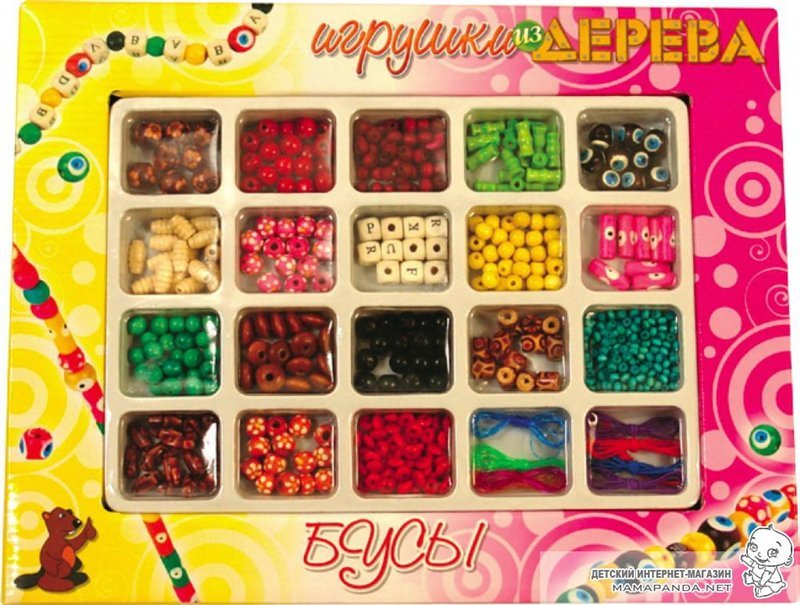 игрушки из ДЕРЕВА
P M R
R U R
F
БУСЫ
ДЕТСКИЙ ИНТЕРНЕТ-МАГАЗИН
MAMAPANDA.NET